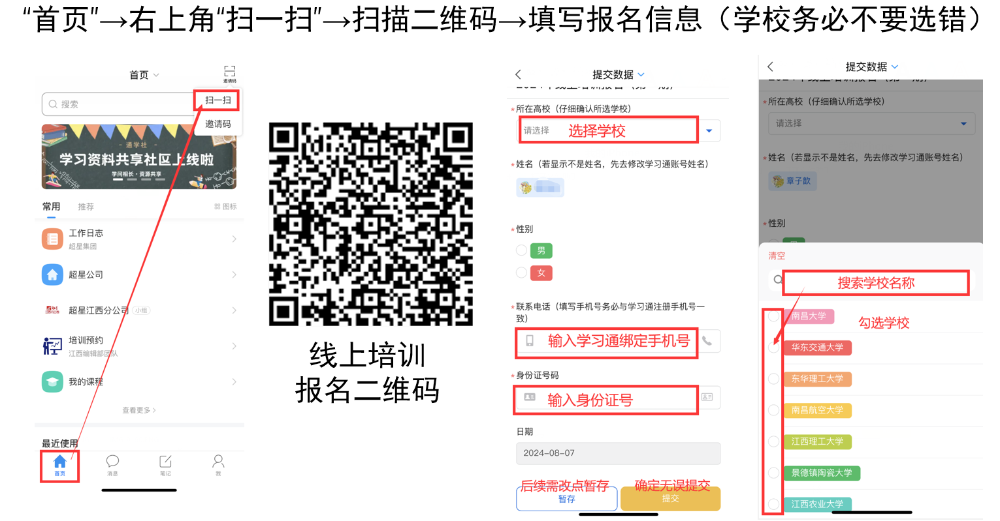 “首页”→右上角“扫一扫”→扫描二维码→填写报名信息（学校务必不要选错）
首页
邀请码
搜索
扫一扫
邀请码
- 通学社 -
学习资料共享社区上线啦
学问相长·资源共享
常用
推荐
图标
工作日志
超星集团
超星公司
超星江西分公司
小组
培训预约
江西编辑部团队
我的课程
查看更多
最近使用
首页
消息
笔记
我
线上培训
报名二维码
提交数据
2024年线上培训报名（第一期）
*所在高校（仔细确认所选学校）
请选择
选择学校
*姓名（若显示不是姓名，先去修改学习通账号姓名）
*性别
男
女
*联系电话（填写手机号务必与学习通注册手机号一
致）
输入学习通绑定手机号
*身份证号码
输入身份证号
日期
2024-08-07
后续需改点暂存
确定无误提交
暂存
提交
提交数据
*所在高校（仔细确认所选学校）
请选择
*姓名（若显示不是姓名，先去修改学习通账号姓名）
章子歆
*性别
清空
搜索学校名称
南昌大学
勾选学校
华东交通大学
东华理工大学
南昌航空大学
江西理工大学
景德镇陶瓷大学
江西农业大学